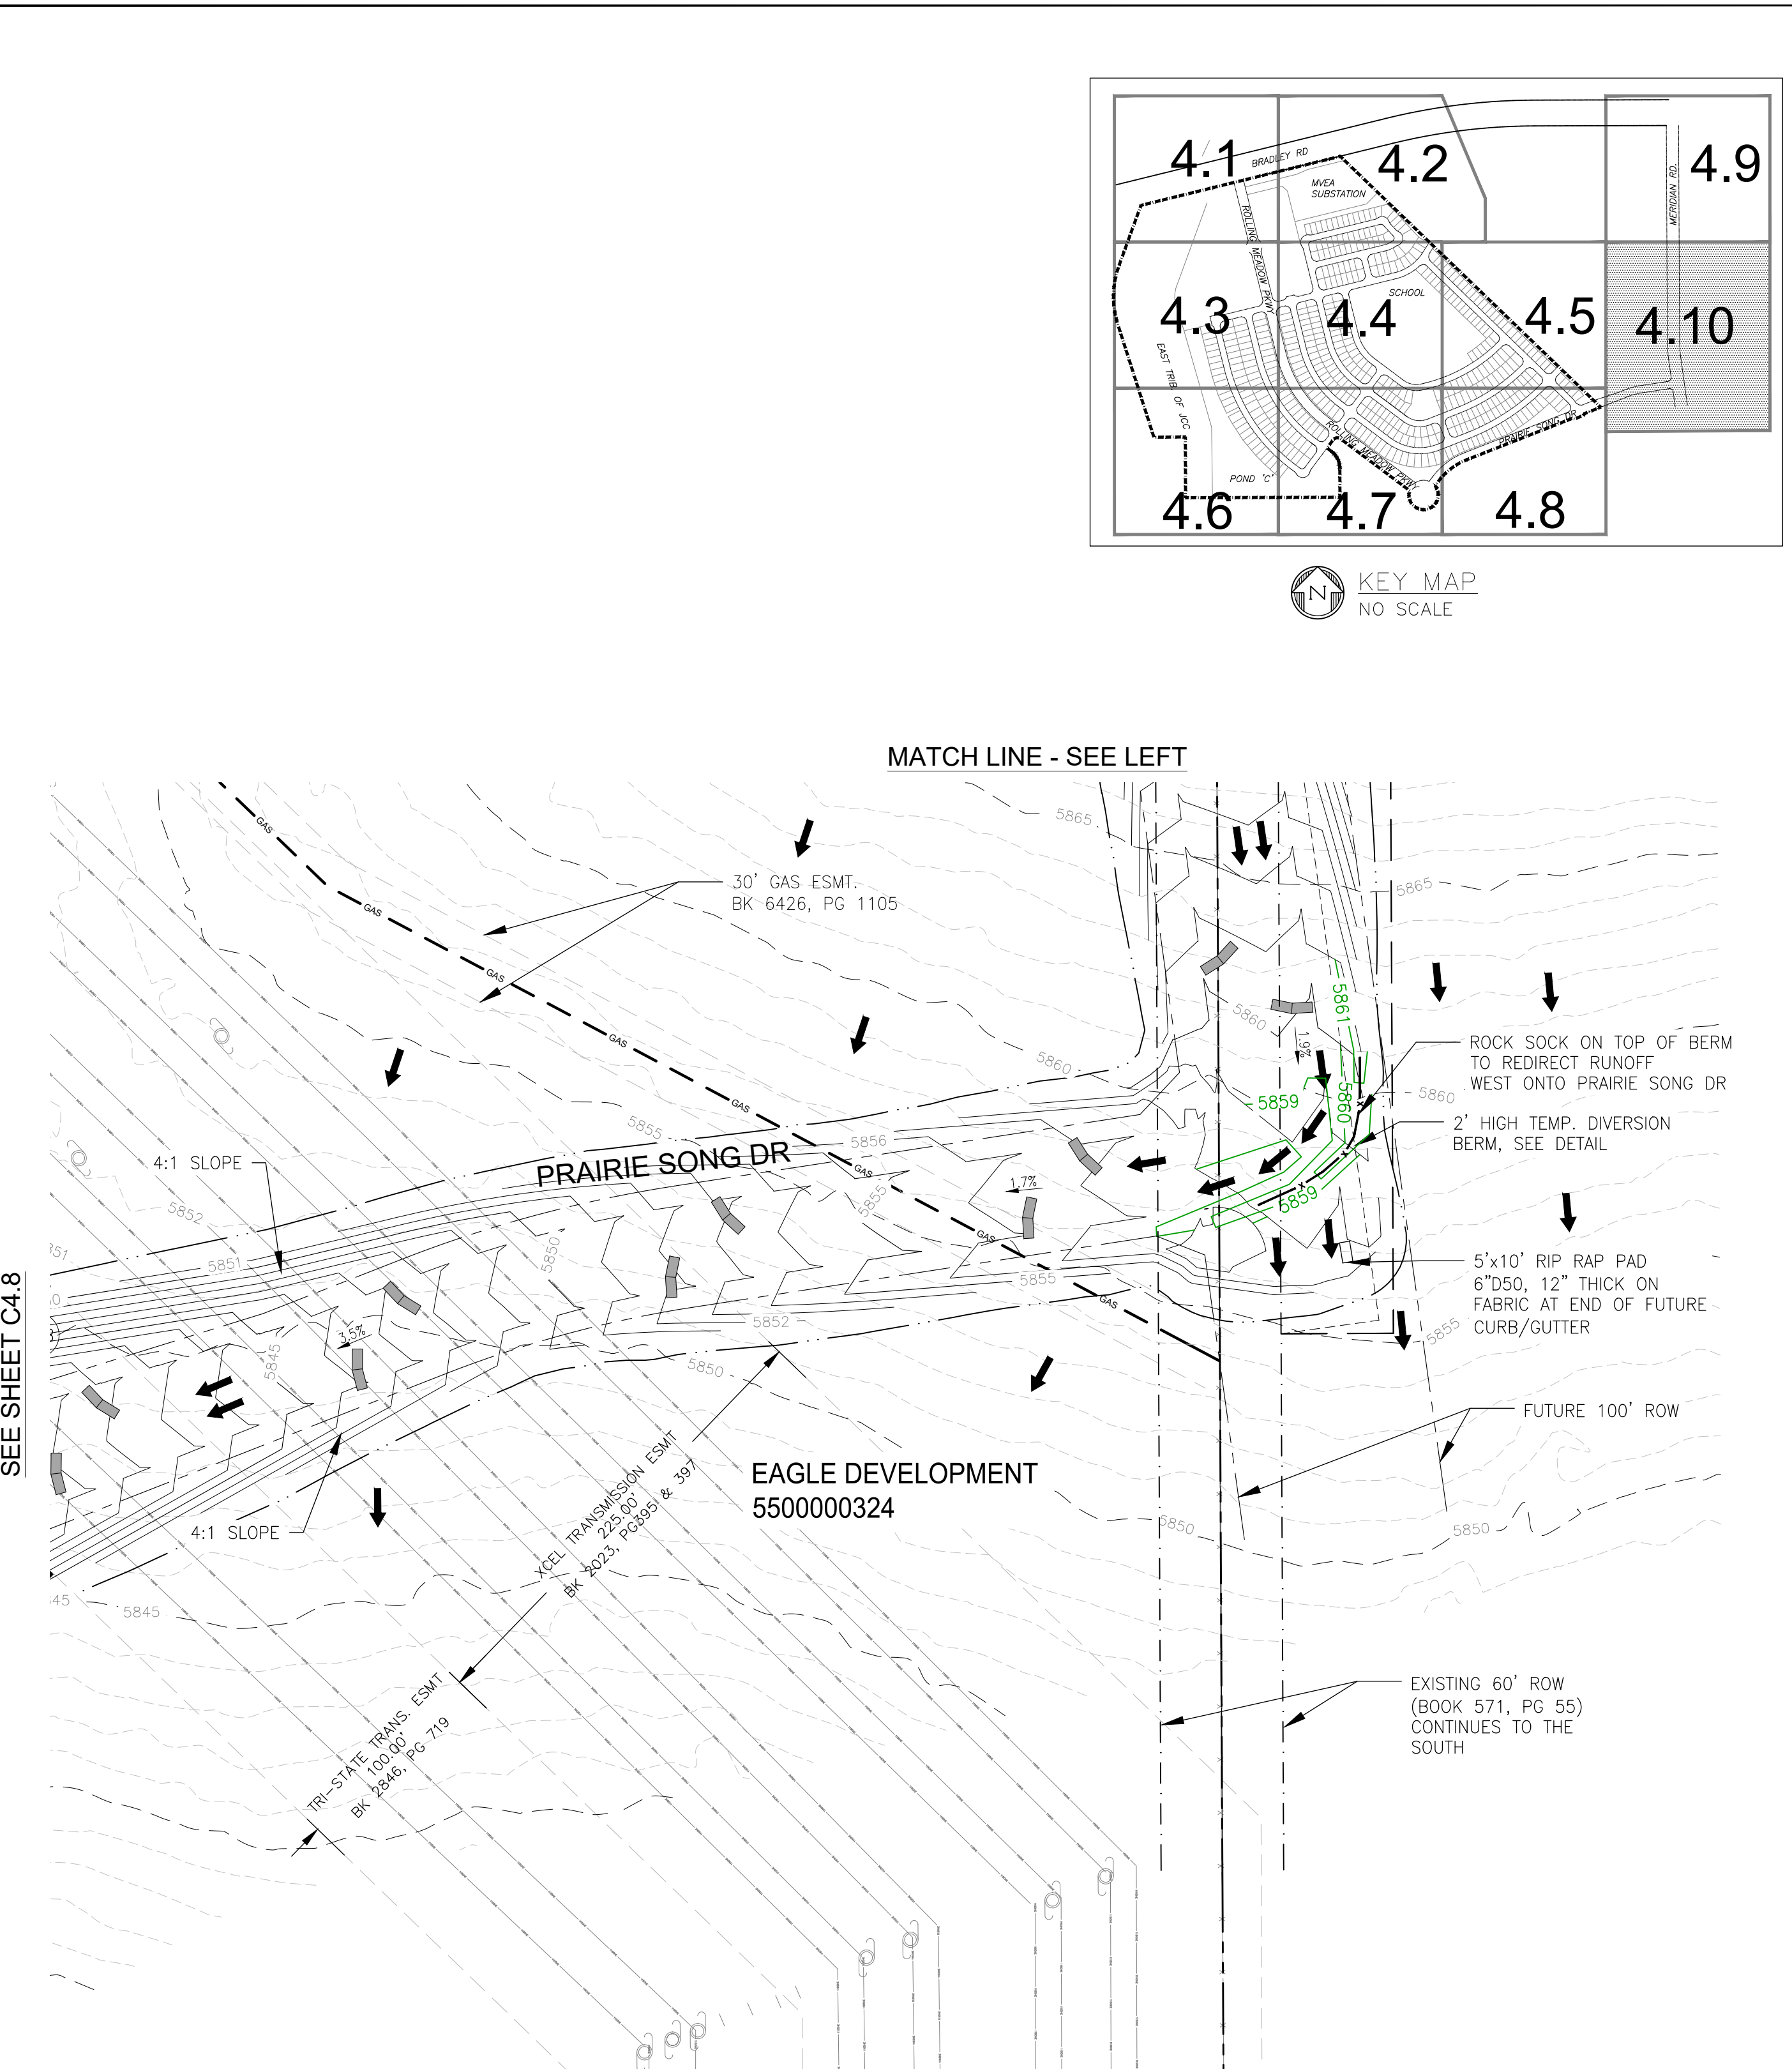 4.1
4.2
4.9
BRADLEY RD
MVEA
SUBSTATION
MERIDIAN RD.
ROLLING MEADOW PKWY
SCHOOL
4.3
4.4
4.5
4.10
EAST TRIB. OF JCC
ROLLING MEADOW PKWY
PRAIRIE SONG DR
POND 'C'
4.6
4.7
4.8
N
KEY MAP
NO SCALE
MATCH LINE - SEE LEFT
GAS
5865
30' GAS ESMT.
BK 6426, PG 1105
5865
GAS
GAS
5861
5860
GAS
1.9%
ROCK SOCK ON TOP OF BERM
TO REDIRECT RUNOFF
WEST ONTO PRAIRIE SONG DR
5860
5860
5859
5860
GAS
5855
5856
2' HIGH TEMP. DIVERSION
BERM, SEE DETAIL
PRAIRIE SONG DR
4:1 SLOPE
GAS
1.7%
5855
5859
5852
GAS
5851
5850
5851
5855
5'x10' RIP RAP PAD
6"D50, 12" THICK ON
FABRIC AT END OF FUTURE
CURB/GUTTER
GAS
5852
5855
3.5%
5845
5850
SEE SHEET C4.8
FUTURE 100' ROW
EAGLE DEVELOPMENT
5500000324
XCEL TRANSMISSION ESMT
225.00'
BK 2023, PG395 & 397
4:1 SLOPE
5850
5850
5845
TRI-STATE TRANS. ESMT
100.00'
BK 2846, PG 719
EXISTING 60' ROW
(BOOK 571, PG 55)
CONTINUES TO THE
SOUTH